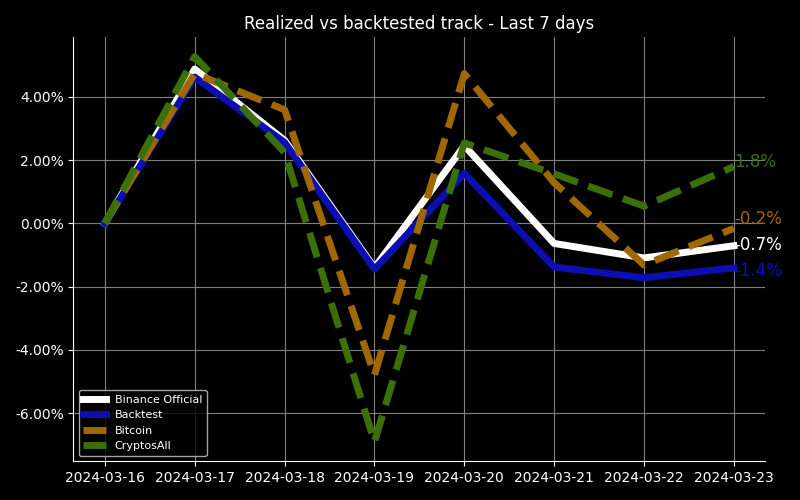 Realized vs backtested track - Last 7 days
4.00%
2.00%
0.00%
-2.00%
-4.00%
-6.00%
1.8%
-0.2%
-0.7%
-1.4%
Binance Official
Backtest
Bitcoin
CryptosAll
2024-03-16 2024-03-17 2024-03-18 2024-03-19 2024-03-20 2024-03-21 2024-03-22 2024-03-23